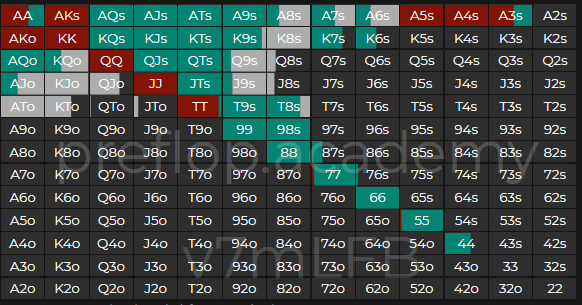 AA AKs AQs AJs ATs A9s A8s A7s A6s A5s A4s A3s A2s
AKo KK KQs KJs KTs K9s K8s K7s K6s K5s K4s K3s K2s
AQo KQo QQ QJs QTs Q9s Q8s Q7s Q6s Q5s Q4s Q3s Q2s
AJo KJo QJo JJ JTs J9s J8s J7s J6s J5s J4s J3s J2s
ATo KTo QTo JTo TT T9s T8s T7s T6s T5s T4s T3s T2s
A9o K9o Q9o J9o T9o 99 98s 97s 96s 95s 94s 93s 92s
A8o K8o Q8o J8o T8o 98o 88 87s 86s 85s 84s 83s 82s
preflop.academy
A7o K7o Q7o J7o T7o 97o 87o 77 76s 75s 74s 73s 72s
A6o K6o Q6o J6o T6o 96o 86o 76o 66 65s 64s 63s 62s
A5o K5o Q5o J5o T5o 95o 85o 75o 65o 55 54s 53s 52s
A4o K4o Q4o J4o T4o 94o 84o 74o 64o 54o 44 43s 42s
v7mLFB
A3o K3o Q3o J3o T3o 93o 83o 73o 63o 53o 43o 33 32s
A2o K2o Q2o J2o T2o 92o 82o 72o 62o 52o 42o 32o 22